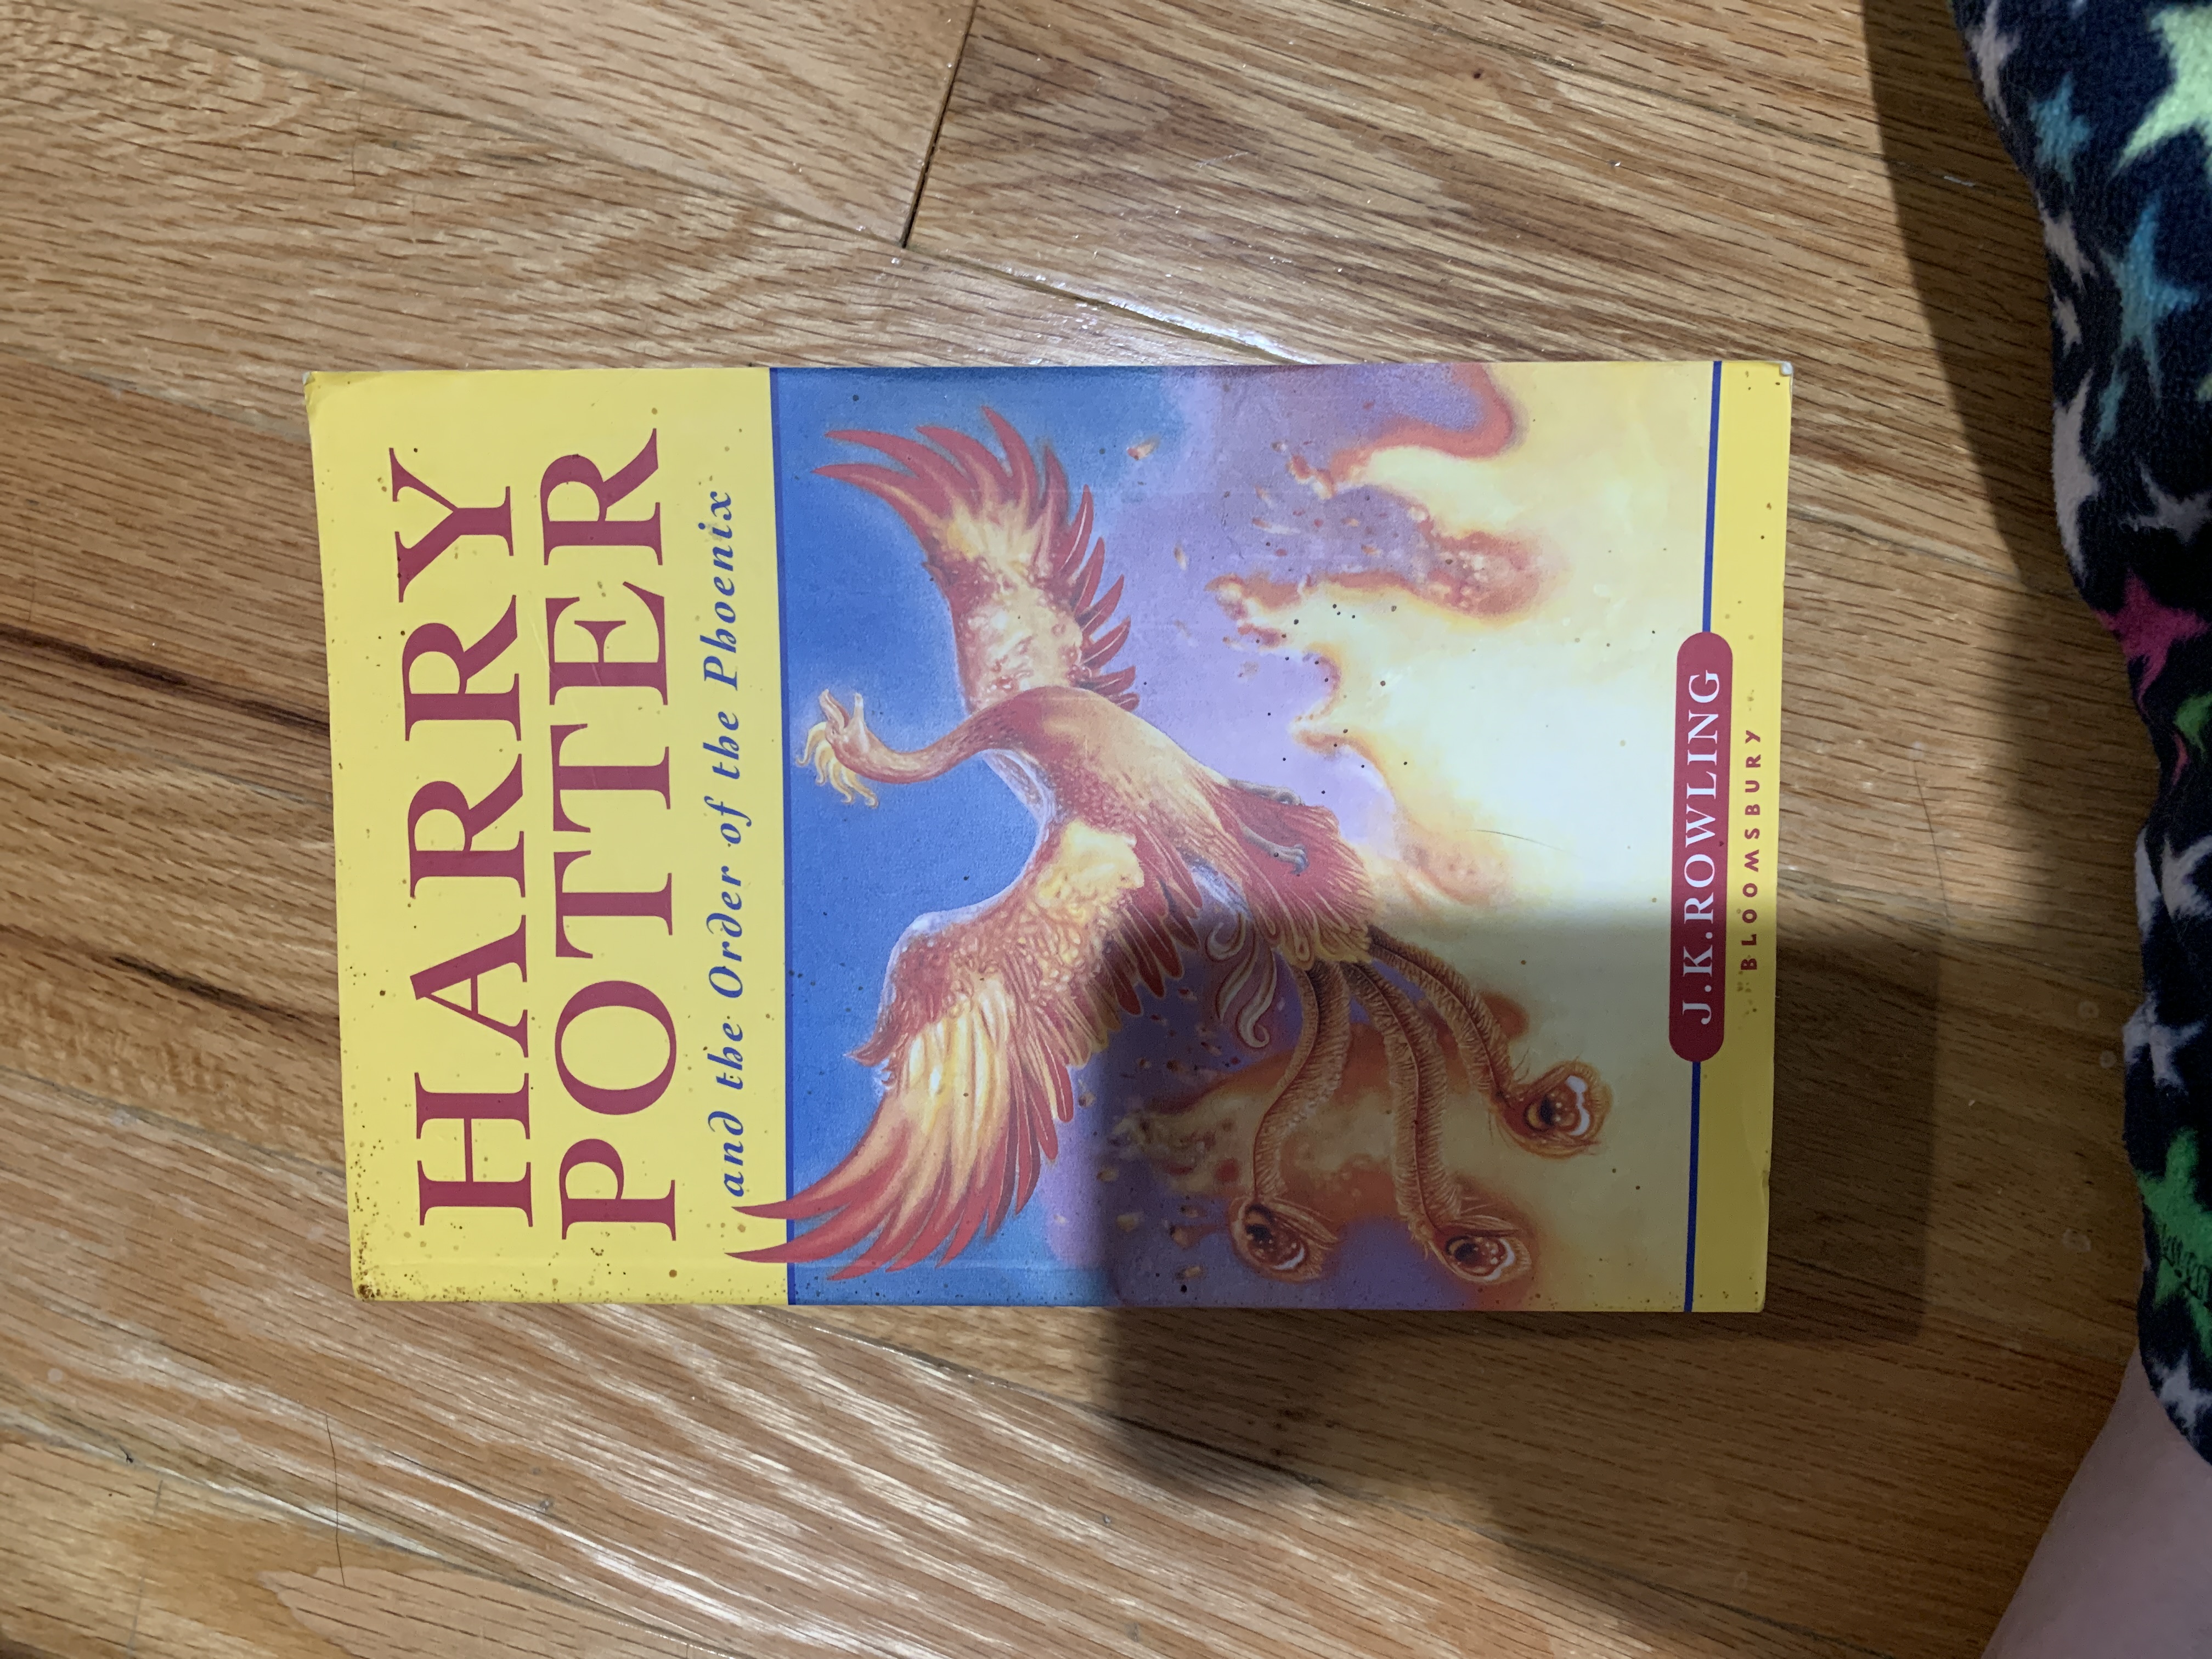 HARRY
POTTER
and the Order of the Phoenix
J.K.ROWLING
BLOOMSBURY